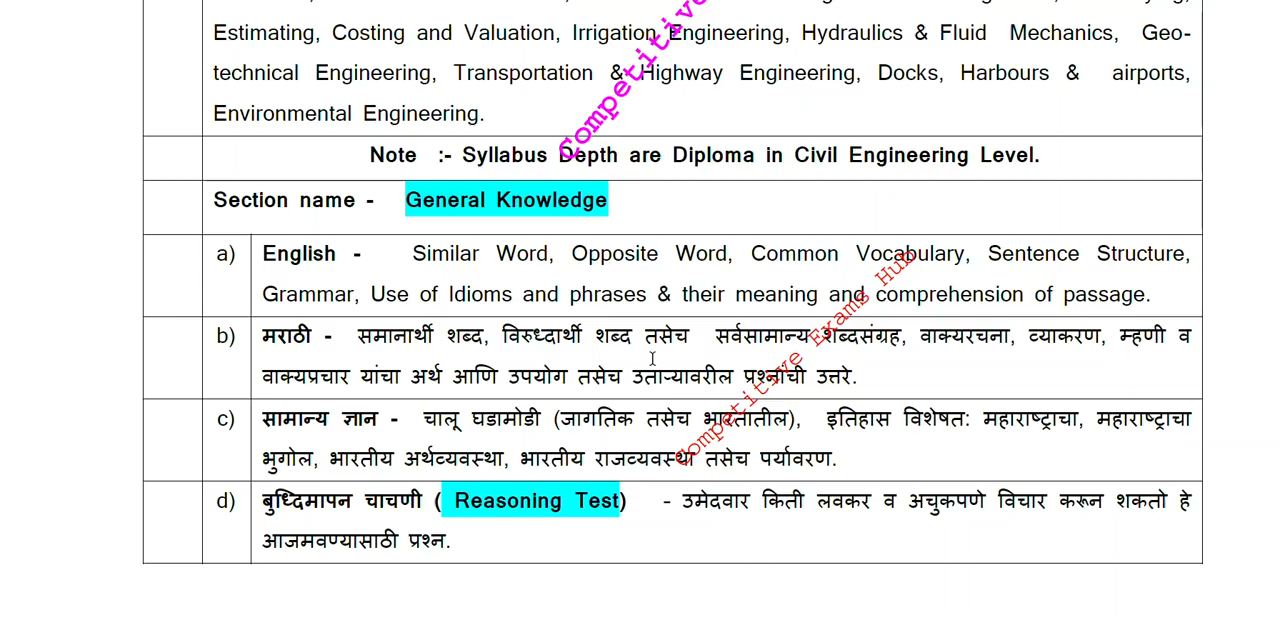 Estimating, Costing and Valuation, Irrigation Engineering, Hydraulics & Fluid Mechanics, Geo-
technical Engineering, Transportation & Highway Engineering, Docks, Harbours & airports,
Environmental Engineering.
Note :- Syllabus Depth are Diploma in Civil Engineering Level.
Section name - General Knowledge
a) English - Similar Word, Opposite Word, Common Vocabulary, Sentence Structure,
Grammar, Use of Idioms and phrases & their meaning and comprehension of passage.
b) मराठी - समानार्थी शब्द, विरुध्दार्थी शब्द तसेच सर्वसामान्य शब्दसंग्रह, वाक्यरचना, व्याकरण, म्हणी व
वाक्यप्रचार यांचा अर्थ आणि उपयोग तसेच उताऱ्यावरील प्रश्नांची उत्तरे.
c) सामान्य ज्ञान - चालू घडामोडी (जागतिक तसेच भारतातील), इतिहास विशेषत: महाराष्ट्राचा, महाराष्ट्राचा
भुगोल, भारतीय अर्थव्यवस्था, भारतीय राजव्यवस्था तसेच पर्यावरण.
d) बुध्दिमापन चाचणी ( Reasoning Test) - उमेदवार किती लवकर व अचुकपणे विचार करून शकतो हे
आजमवण्यासाठी प्रश्न.
Competitive
Competitive Exams Hub